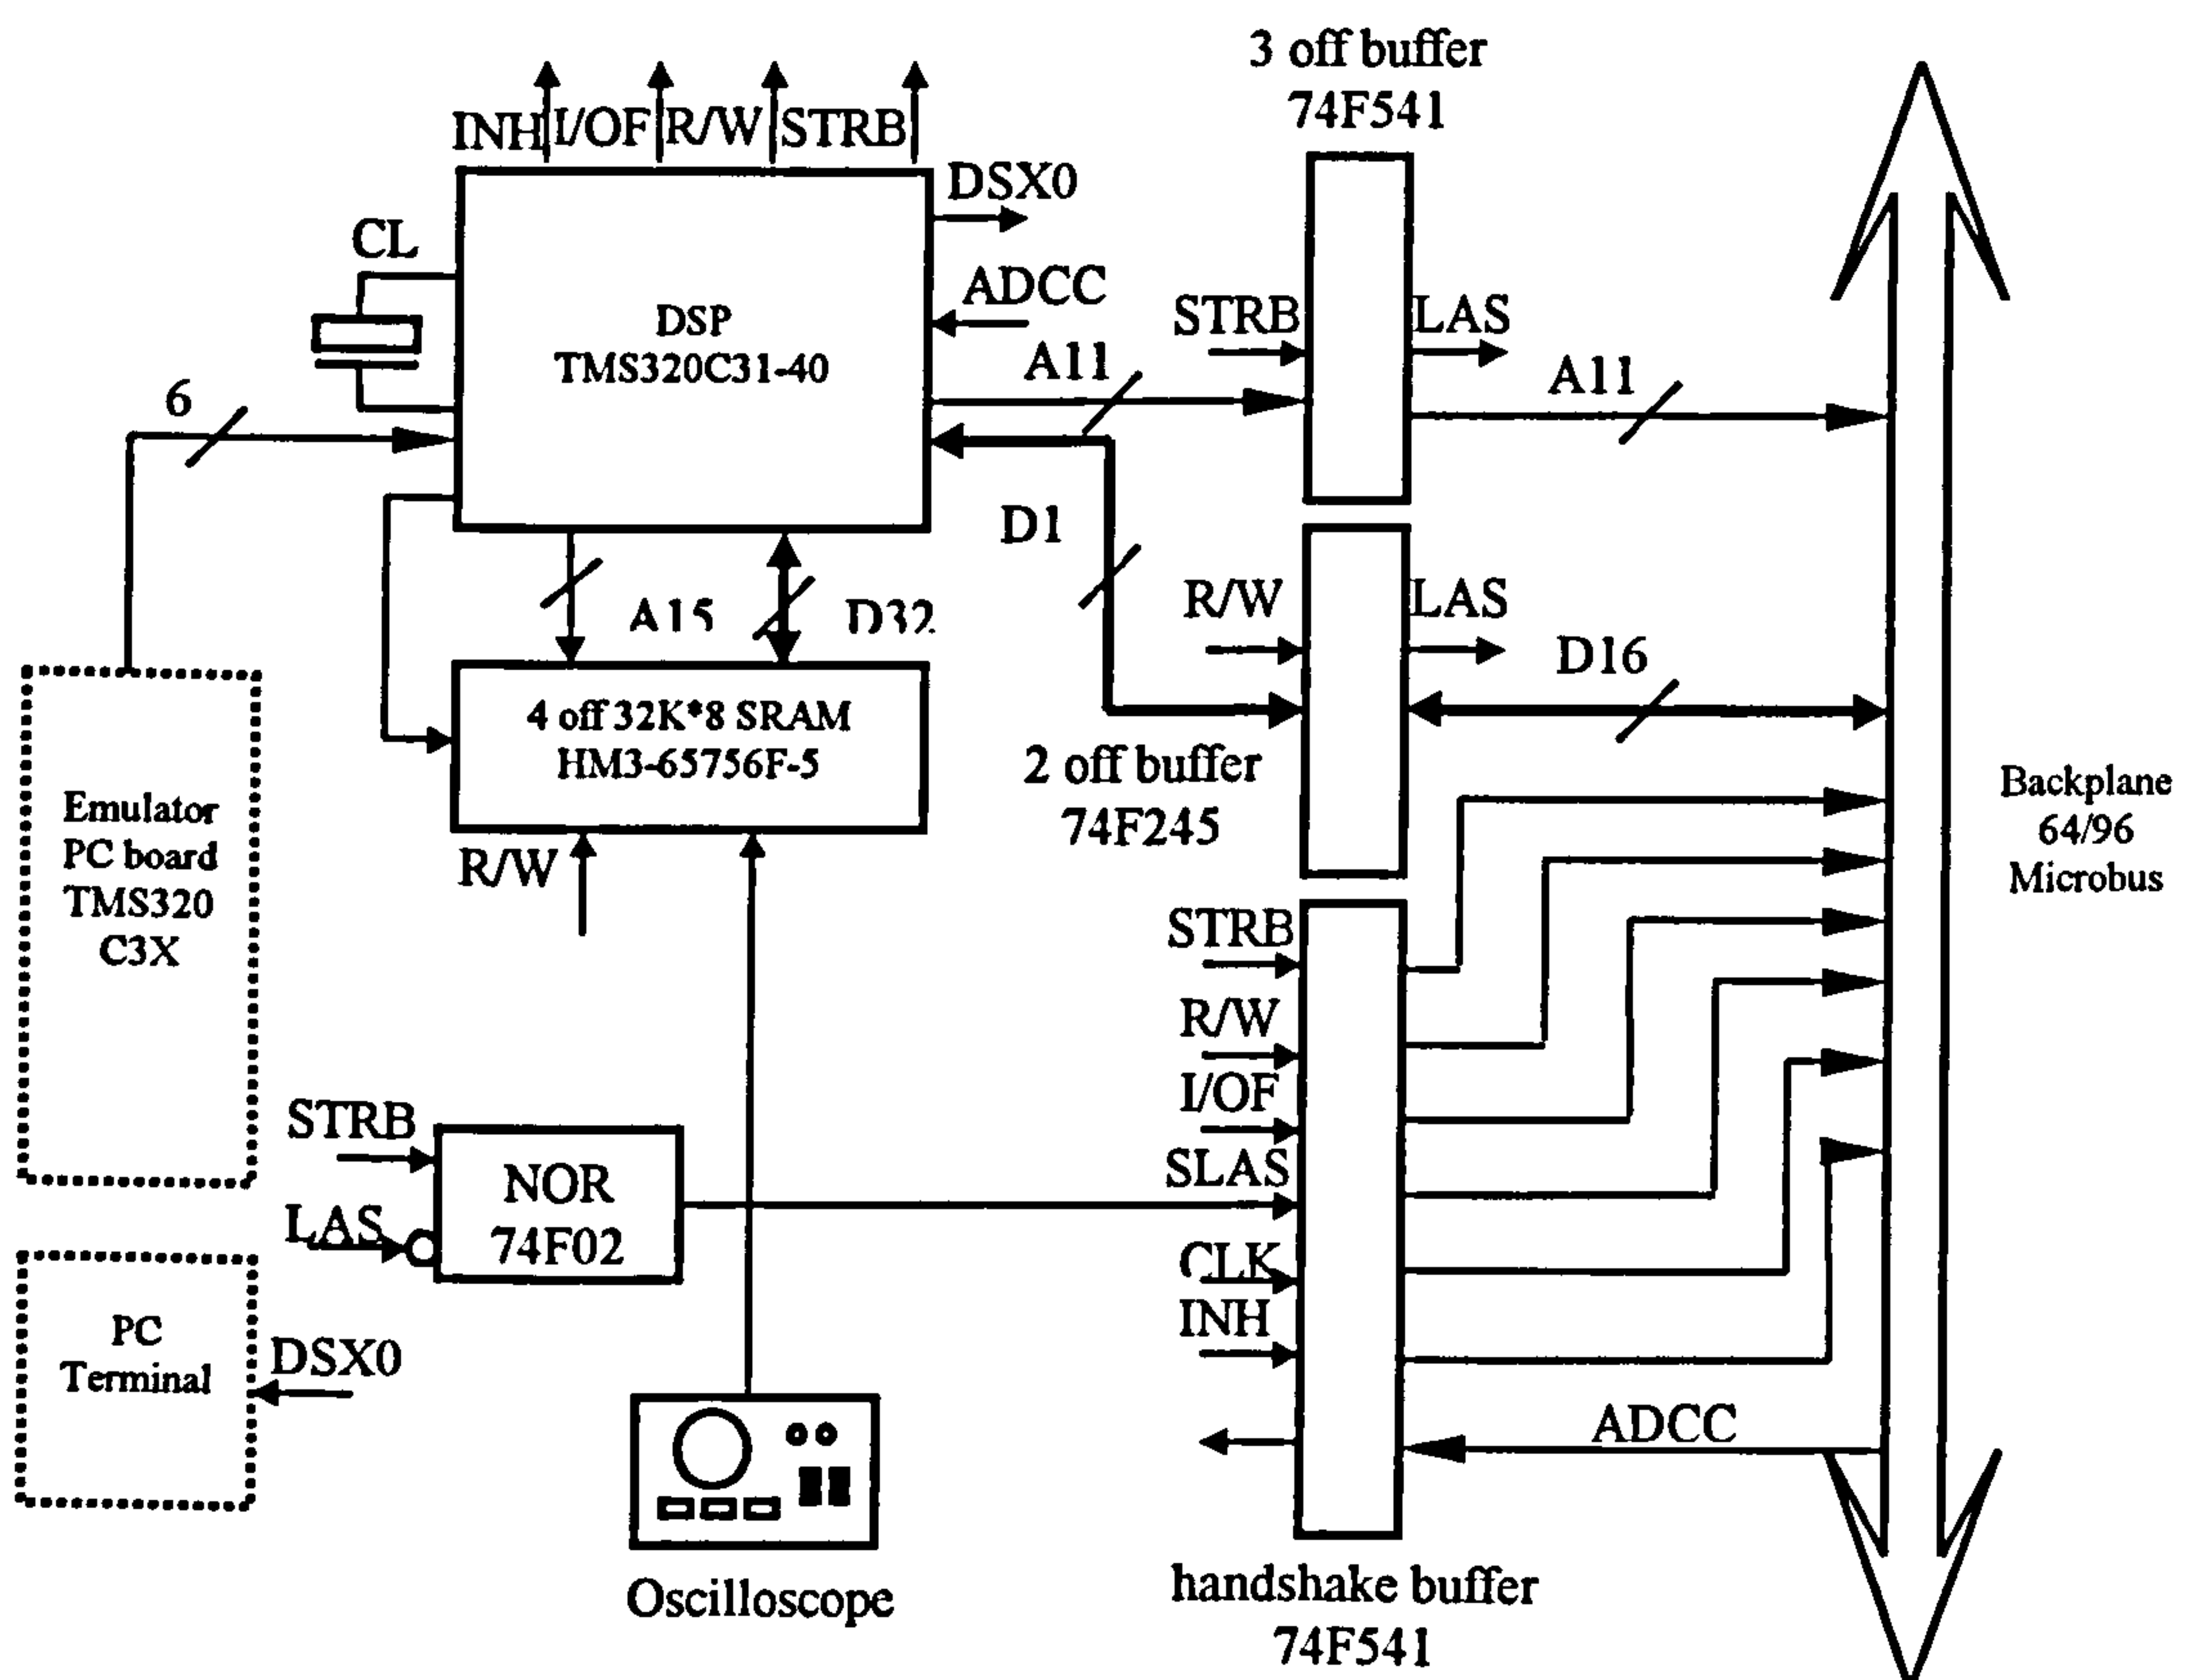 3 off buffer
74F541
INH
I/OF
R/W
STRB
DSX0
CL
ADCC
DSP
TMS320C31-40
STRB
LAS
A11
A11
6
D1
R/W
LAS
A15
D32
D16
4 off 32K*8 SRAM
HM3-65756F-5
2 off buffer
74F245
Backplane
64/96
Microbus
Emulator
PC board
TMS320
C3X
R/W
STRB
R/W
I/OF
STRB
SLAS
NOR
74F02
LAS
CLK
INH
PC
Terminal
DSX0
ADCC
Oscilloscope
handshake buffer
74F541